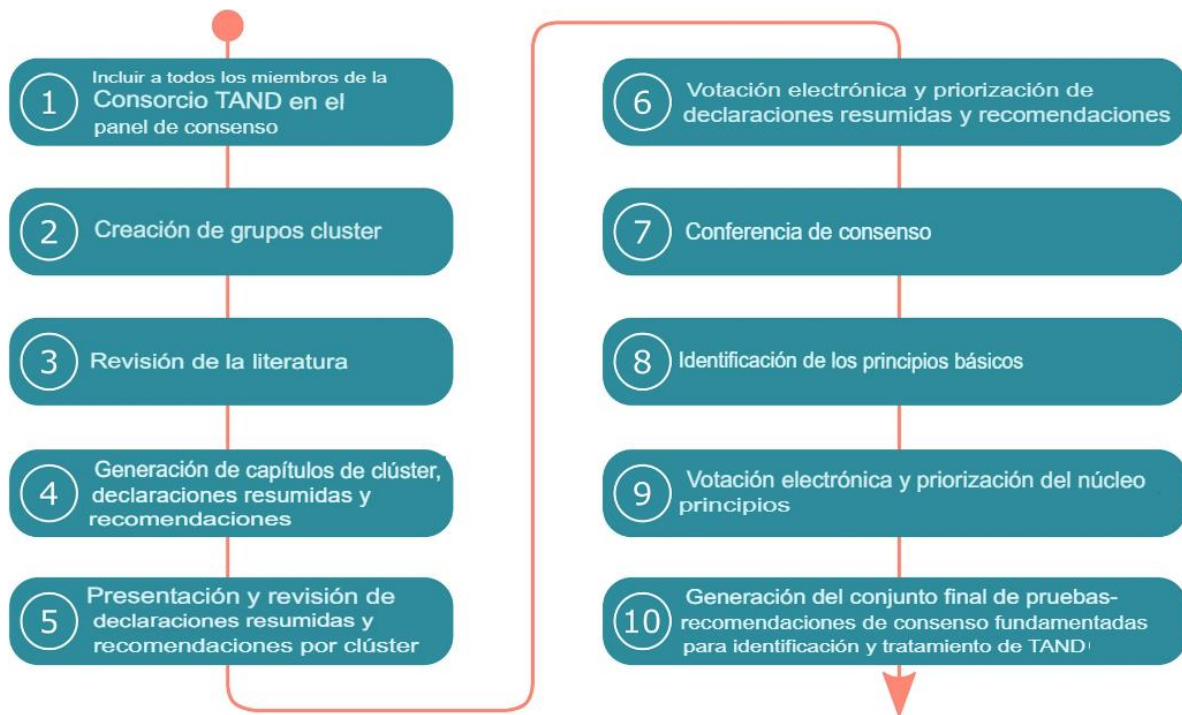 1
Incluir a todos los miembros de la
Consorcio TAND en el
panel de consenso
2
Creación de grupos cluster
3
Revisión de la literatura
4
Generación de capítulos de clúster,
declaraciones resumidas y
recomendaciones
5
Presentación y revisión de
declaraciones resumidas y
recomendaciones por clúster
6
Votación electrónica y priorización de
declaraciones resumidas y recomendaciones
7
Conferencia de consenso
8
Identificación de los principios básicos
9
Votación electrónica y priorización del núcleo
principios
10
Generación del conjunto final de pruebas-
recomendaciones de consenso fundamentadas
para identificación y tratamiento de TAND